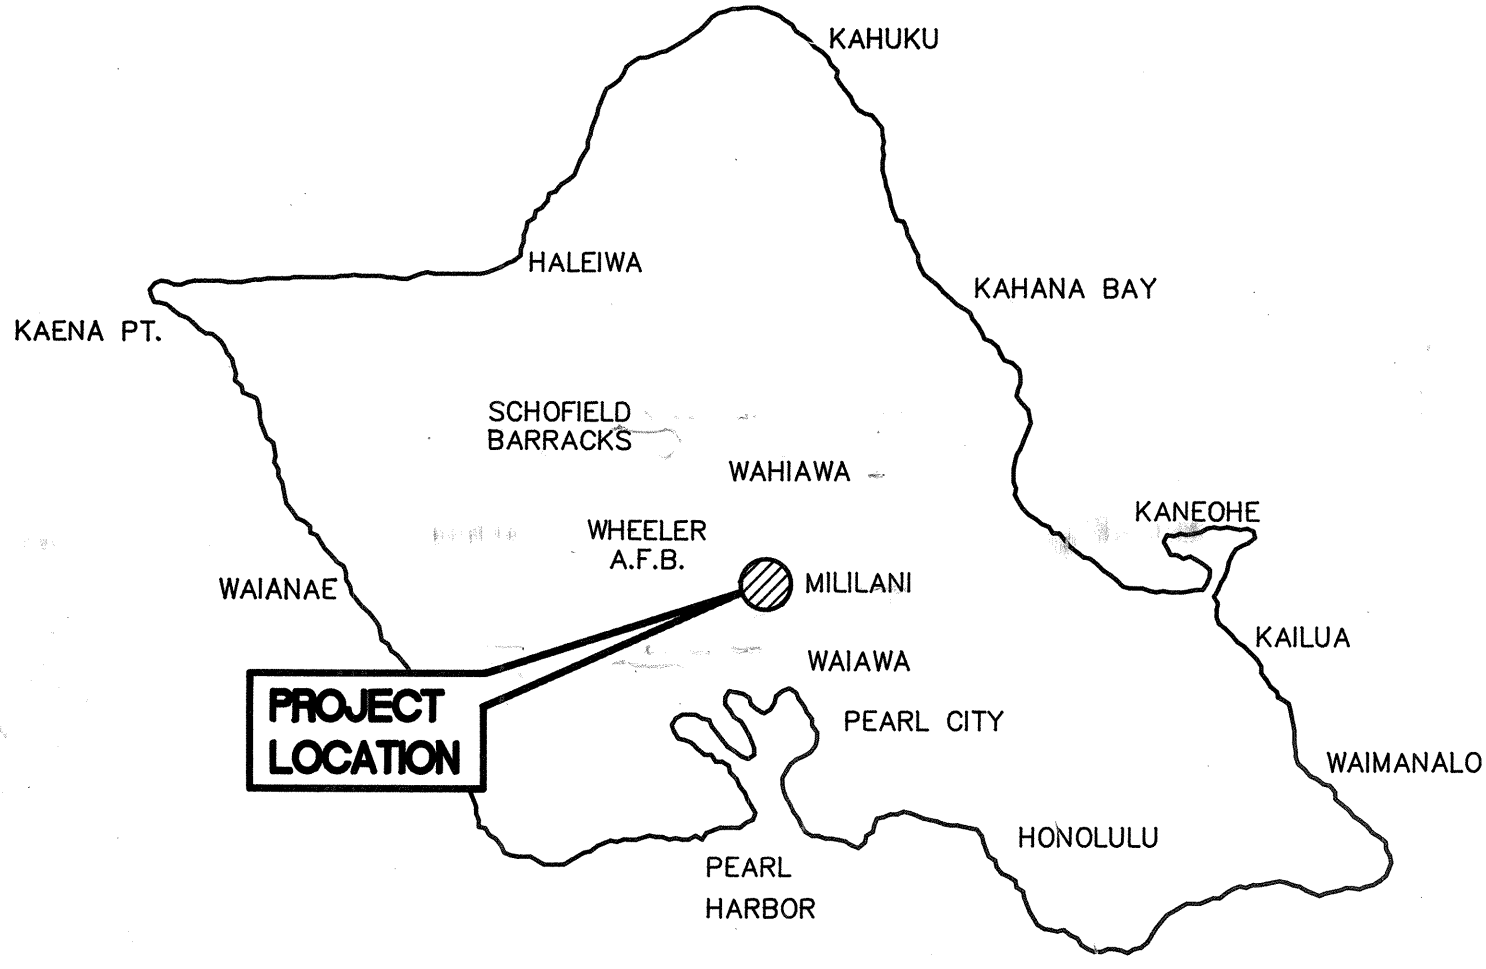 KAHUKU
HALEIWA
KAHANA BAY
KAENA PT.
SCHOFIELD
BARRACKS
WAHIAWA
KANEOHE
WHEELER
A.F.B.
MILILANI
WAIANAE
KAILUA
WAIAWA
PROJECT
LOCATION
PEARL CITY
WAIMANALO
HONOLULU
PEARL
HARBOR